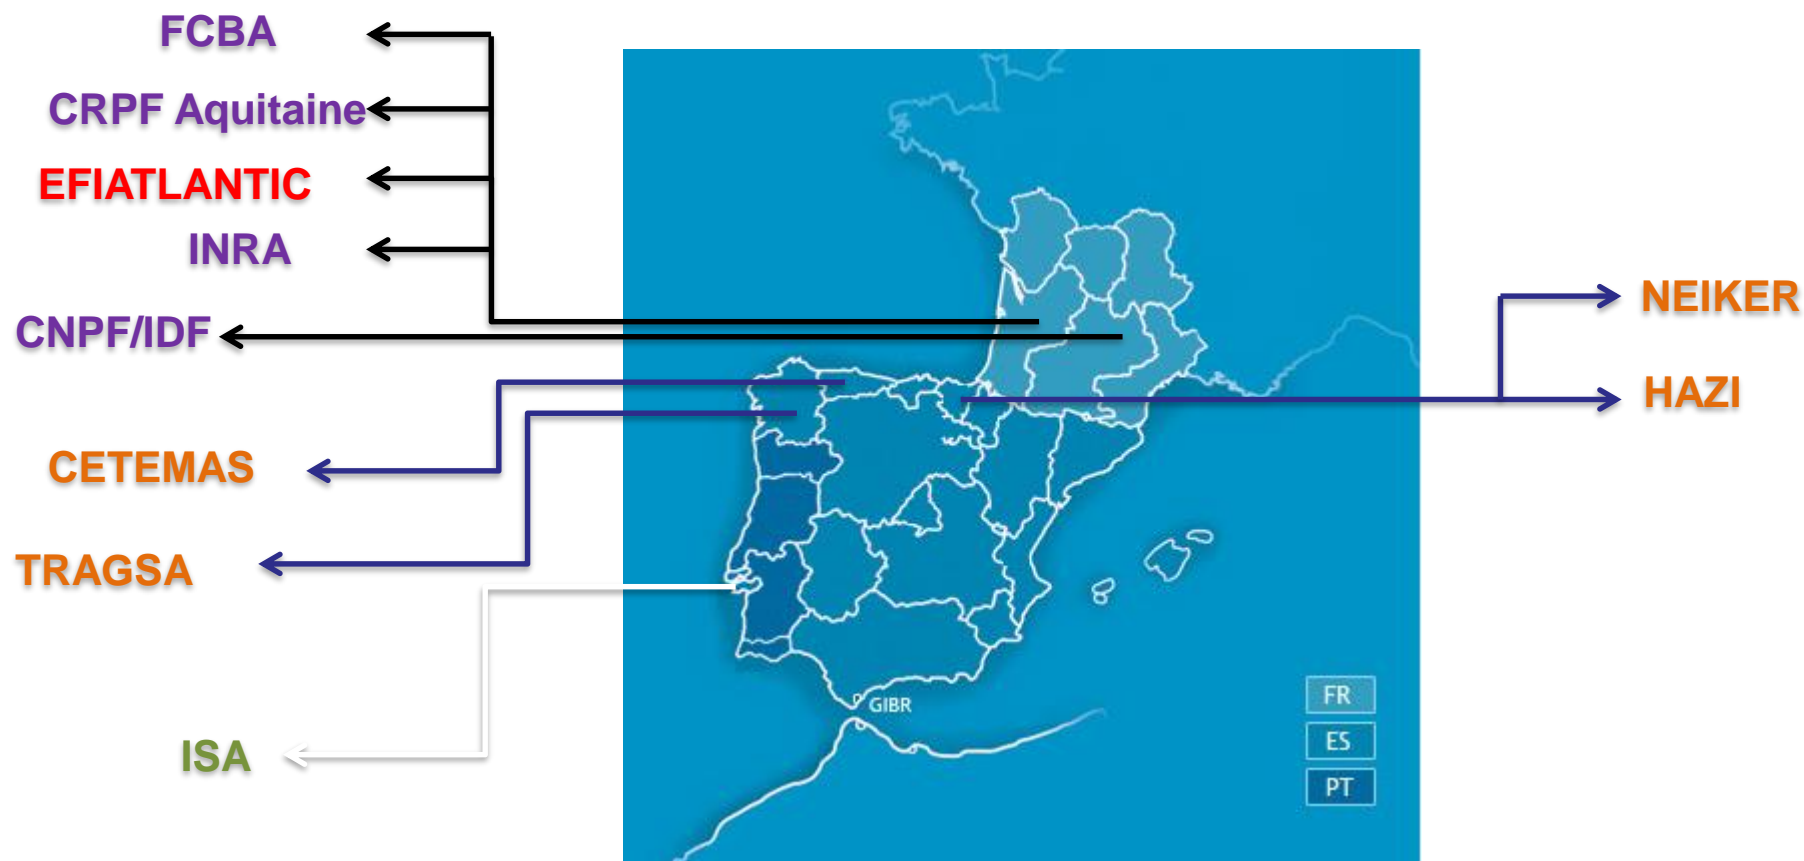 FCBA
CRPF Aquitaine
EFIATLANTIC
INRA
CNPF/IDF
NEIKER
HAZI
CETEMAS
TRAGSA
ISA
GIBR
FR
ES
PT